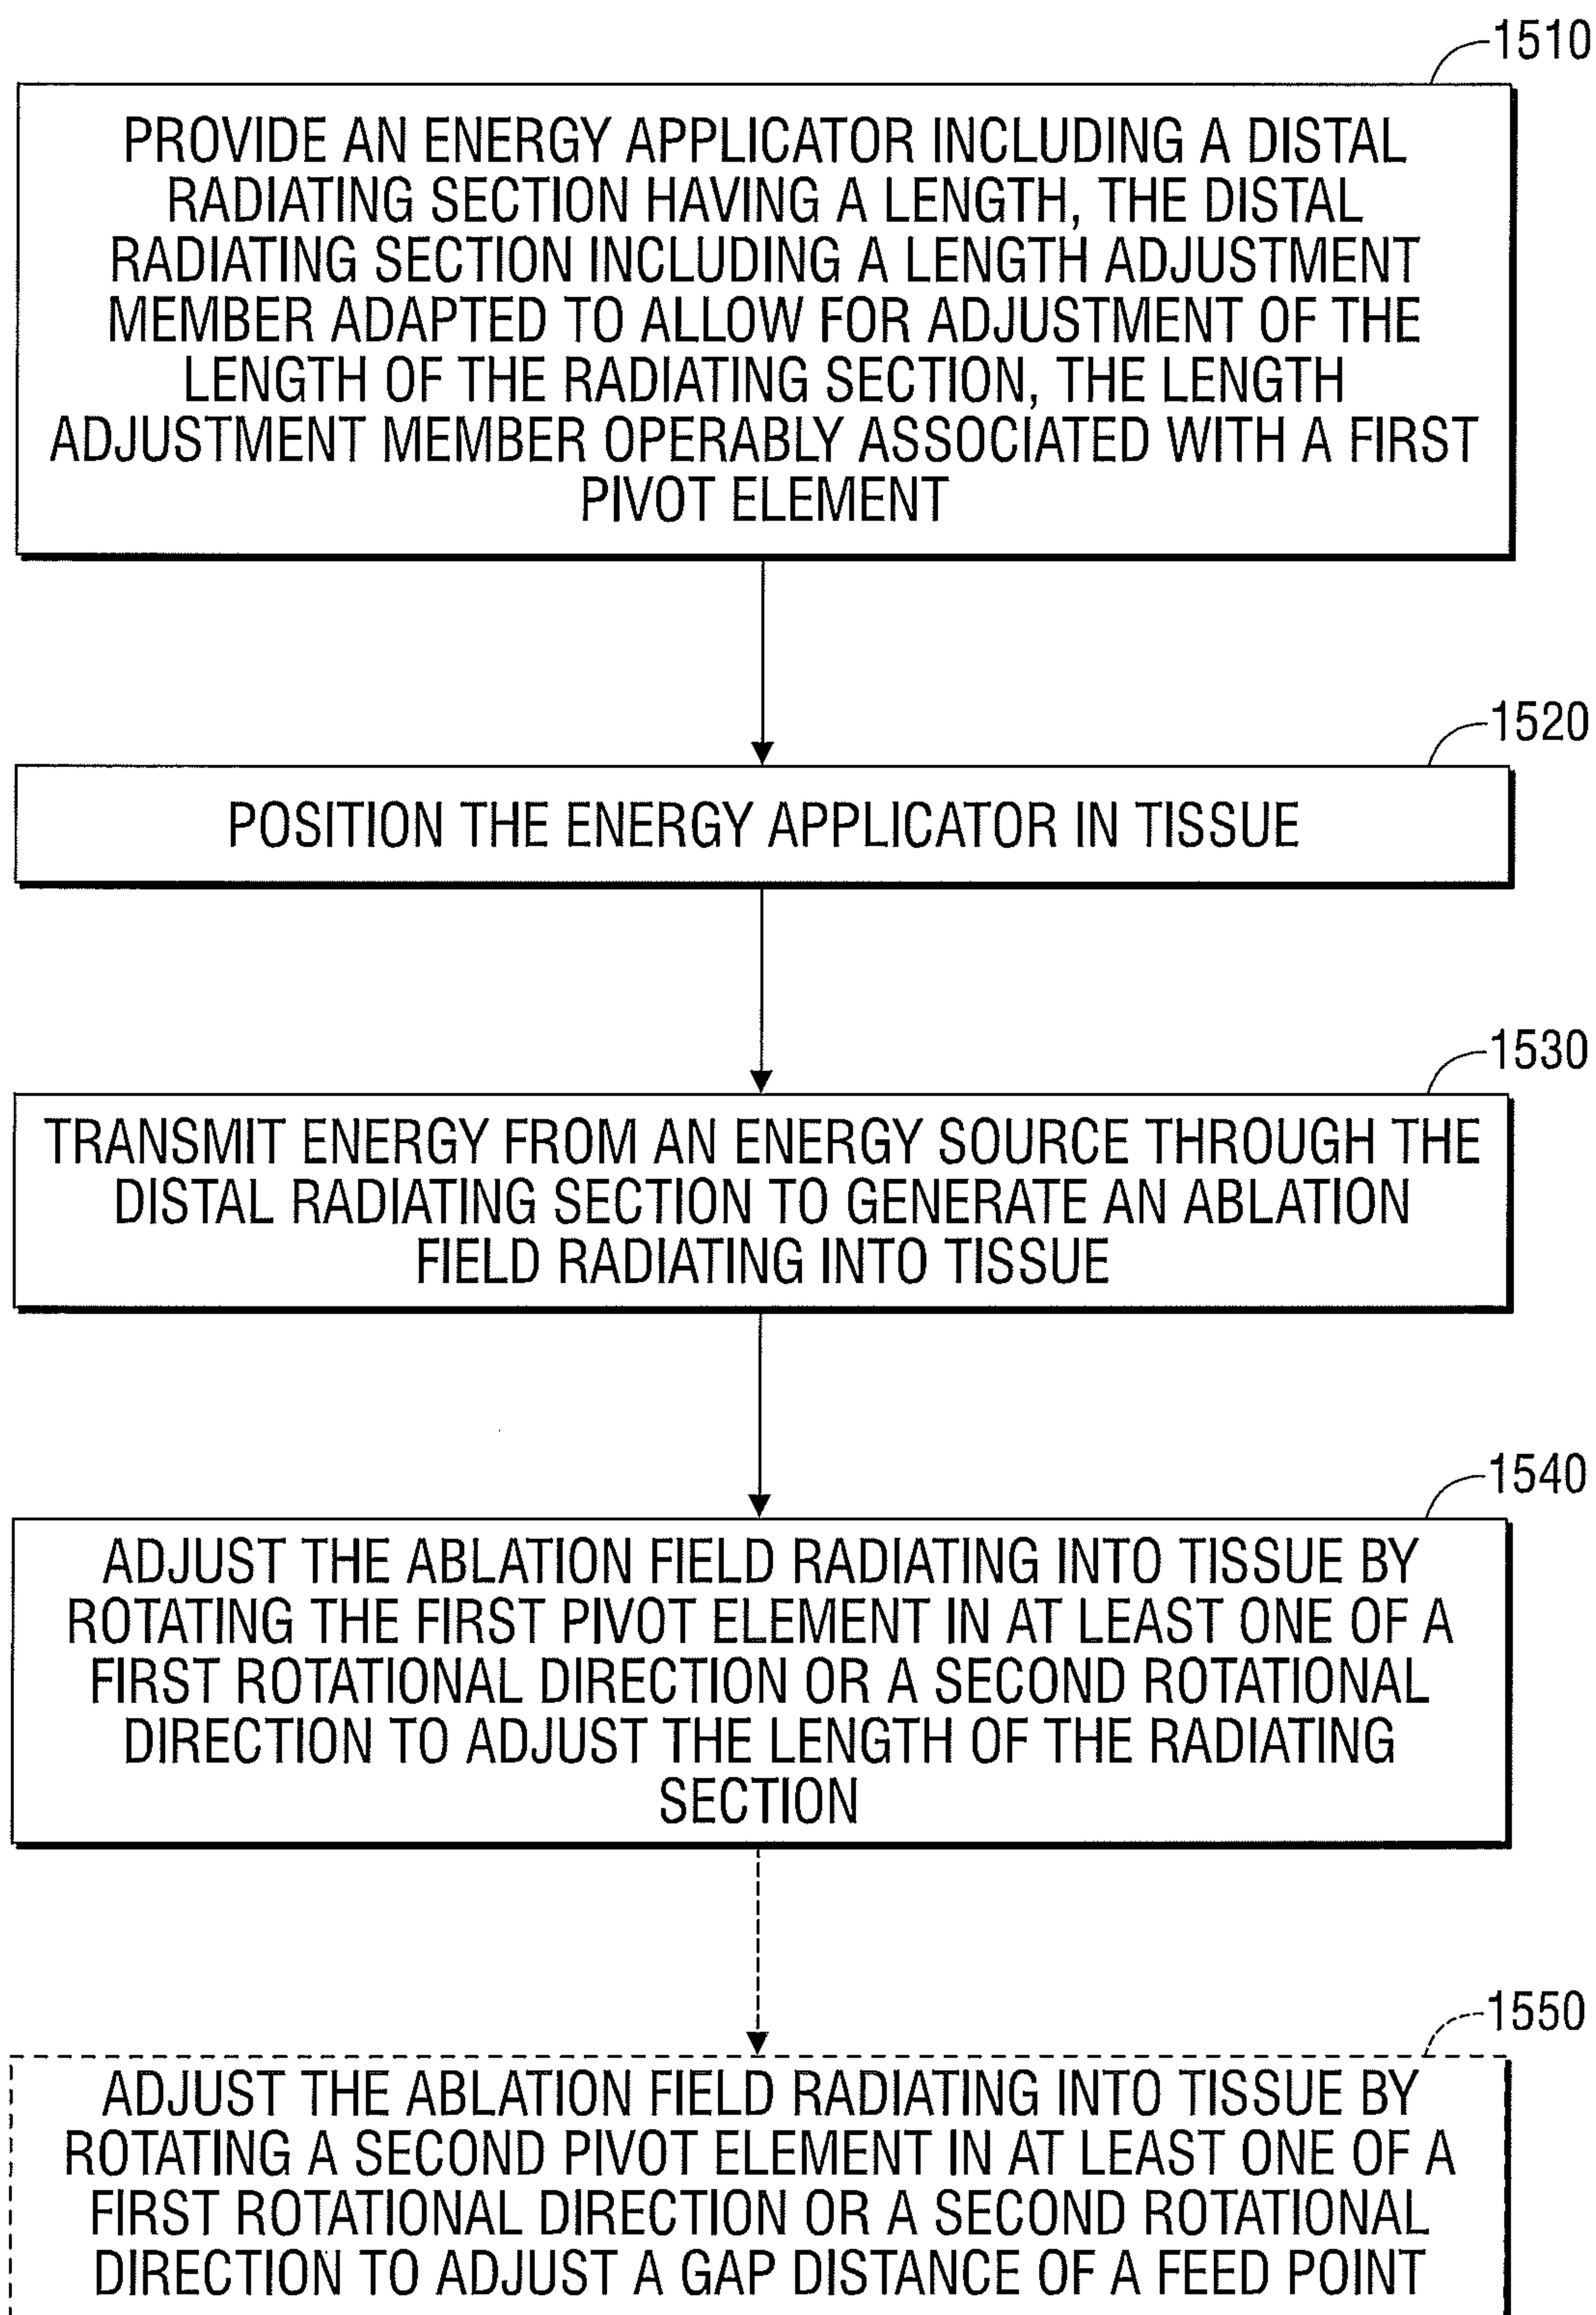 1510
PROVIDE AN ENERGY APPLICATOR INCLUDING A DISTAL
RADIATING SECTION HAVING A LENGTH, THE DISTAL
RADIATING SECTION INCLUDING A LENGTH ADJUSTMENT
MEMBER ADAPTED TO ALLOW FOR ADJUSTMENT OF THE
LENGTH OF THE RADIATING SECTION, THE LENGTH
ADJUSTMENT MEMBER OPERABLY ASSOCIATED WITH A FIRST
PIVOT ELEMENT
1520
POSITION THE ENERGY APPLICATOR IN TISSUE
1530
TRANSMIT ENERGY FROM AN ENERGY SOURCE THROUGH THE
DISTAL RADIATING SECTION TO GENERATE AN ABLATION
FIELD RADIATING INTO TISSUE
1540
ADJUST THE ABLATION FIELD RADIATING INTO TISSUE BY
ROTATING THE FIRST PIVOT ELEMENT IN AT LEAST ONE OF A
FIRST ROTATIONAL DIRECTION OR A SECOND ROTATIONAL
DIRECTION TO ADJUST THE LENGTH OF THE RADIATING
SECTION
1550
ADJUST THE ABLATION FIELD RADIATING INTO TISSUE BY
ROTATING A SECOND PIVOT ELEMENT IN AT LEAST ONE OF A
FIRST ROTATIONAL DIRECTION OR A SECOND ROTATIONAL
DIRECTION TO ADJUST A GAP DISTANCE OF A FEED POINT